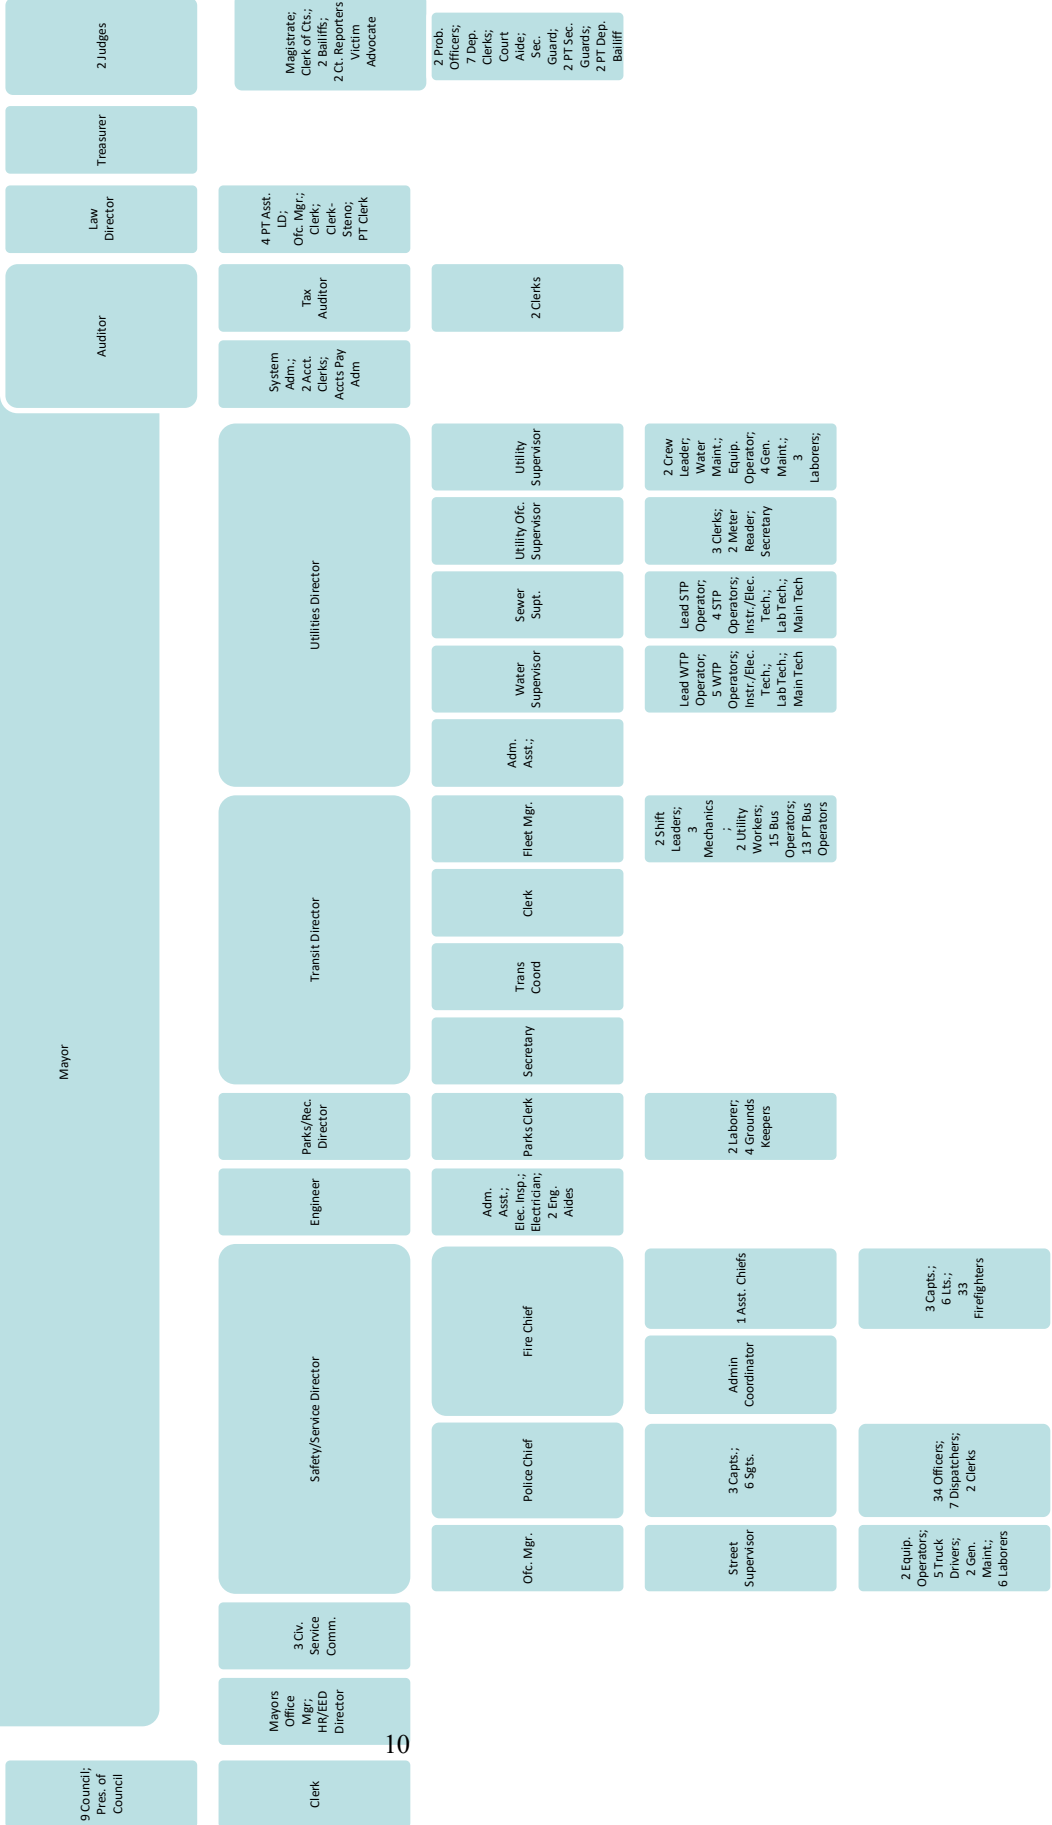 9 Council;
Pres. of
Council
Mayor
Auditor
Law
Director
Treasurer
2 Judges
Clerk
Mayors
Office
Mgr;
HR/EED
Director
3 Civ.
Service
Comm.
Safety/Service Director
Engineer
Parks/Rec.
Director
Transit Director
Utilities Director
System
Adm.;
2 Acct.
Clerks;
Accts Pay
Adm
Tax
Auditor
4 PT Asst.
LD;
Ofc. Mgr.;
Clerk;
Clerk-
Steno;
PT Clerk
Magistrate;
Clerk of Cts.;
2 Bailiffs;
2 Ct. Reporters
Victim
Advocate
Ofc. Mgr.
Police Chief
Fire Chief
Adm.
Asst.;
Elec. Insp.;
Electrician;
2 Eng.
Aides
Parks Clerk
Secretary
Trans
Coord
Clerk
Fleet Mgr.
Adm.
Asst.;
Water
Supervisor
Sewer
Supt.
Utility Ofc.
Supervisor
Utility
Supervisor
2 Clerks
2 Prob.
Officers;
7 Dep.
Clerks;
Court
Aide;
Sec.
Guard;
2 PT Sec.
Guards;
2 PT Dep.
Bailiff
Street
Supervisor
3 Capts.;
6 Sgts.
Admin
Coordinator
1 Asst. Chiefs
2 Laborer;
4 Grounds
Keepers
2 Shift
Leaders;
3
Mechanics
;
2 Utility
Workers;
15 Bus
Operators;
13 PT Bus
Operators
Lead WTP
Operator;
5 WTP
Operators;
Instr./Elec.
Tech.;
Lab Tech.;
Main Tech
Lead STP
Operator;
4 STP
Operators;
Instr./Elec.
Tech.;
Lab Tech.;
Main Tech
3 Clerks;
2 Meter
Reader;
Secretary
2 Crew
Leader;
Water
Maint.;
Equip.
Operator;
4 Gen.
Maint.;
3
Laborers;
2 Equip.
Operators;
5 Truck
Drivers;
2 Gen.
Maint.;
6 Laborers
34 Officers;
7 Dispatchers;
2 Clerks
3 Capts.;
6 Lts.;
33
Firefighters
10